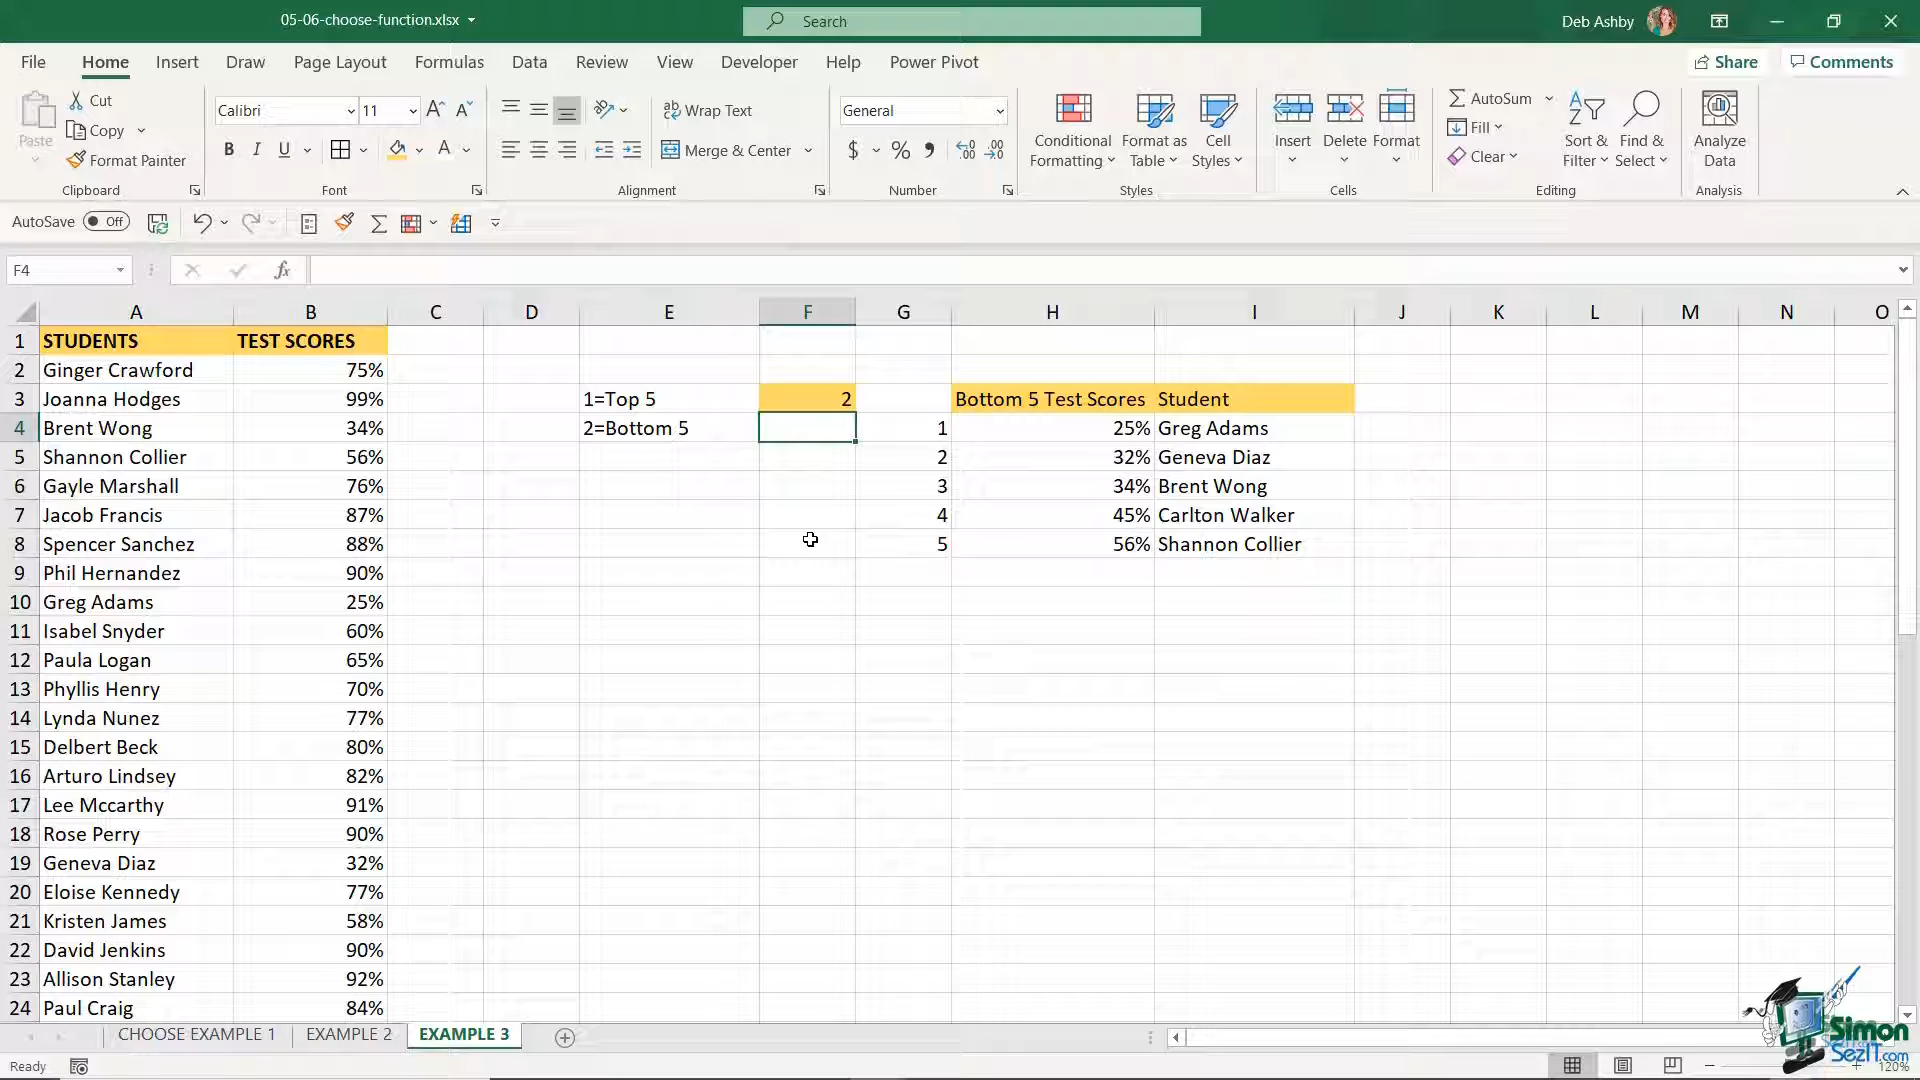 05-06-choose-function.xlsx
Search
Deb Ashby
File Home Insert Draw Page Layout Formulas Data Review View Developer Help Power Pivot Share Comments
Paste
Cut
Copy
Format Painter
Clipboard
Calibri 11
B I U
Font
Wrap Text
Merge & Center
Alignment
General
$ % 9
Number
Conditional Formatting
Format as Table
Cell Styles
Styles
Insert Delete Format
Cells
AutoSum
Fill
Clear
Sort & Filter
Find & Select
Editing
Analyze Data
Analysis
AutoSave Off
F4 fx
A B C D E F G H I J K L M N O
1 STUDENTS TEST SCORES
2 Ginger Crawford 75%
3 Joanna Hodges 99% 1=Top 5 2 Bottom 5 Test Scores Student
4 Brent Wong 34% 2=Bottom 5 1 25% Greg Adams
5 Shannon Collier 56% 2 32% Geneva Diaz
6 Gayle Marshall 76% 3 34% Brent Wong
7 Jacob Francis 87% 4 45% Carlton Walker
8 Spencer Sanchez 88% 5 56% Shannon Collier
9 Phil Hernandez 90%
10 Greg Adams 25%
11 Isabel Snyder 60%
12 Paula Logan 65%
13 Phyllis Henry 70%
14 Lynda Nunez 77%
15 Delbert Beck 80%
16 Arturo Lindsey 82%
17 Lee Mccarthy 91%
18 Rose Perry 90%
19 Geneva Diaz 32%
20 Eloise Kennedy 77%
21 Kristen James 58%
22 David Jenkins 90%
23 Allison Stanley 92%
24 Paul Craig 84%
CHOOSE EXAMPLE 1 EXAMPLE 2 EXAMPLE 3
Ready
120%
Simon
SezIT.com